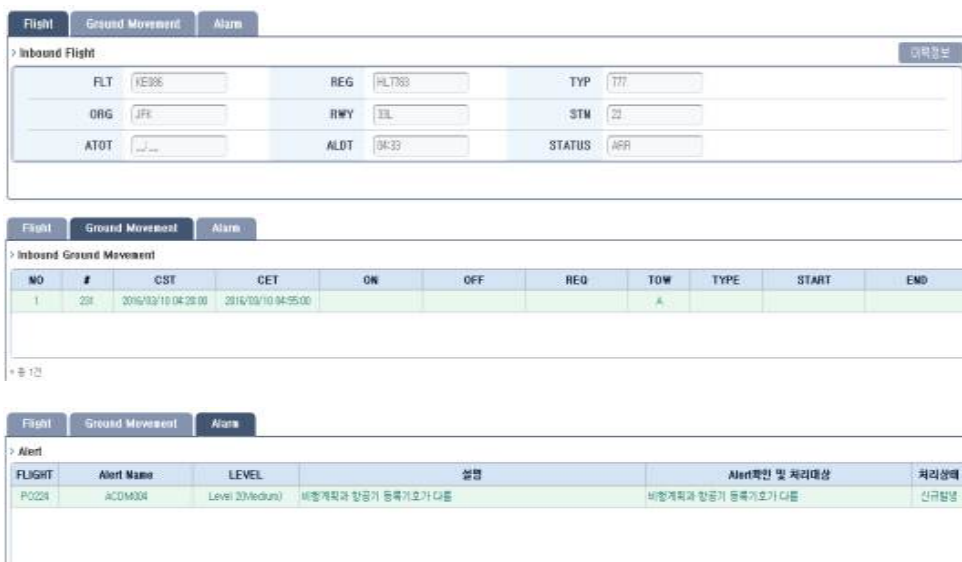 Flight Ground Movement Alarm
> Inbound Flight 이력정보
FLT KE086 REG HL7783 TYP 777
ORG JFK RWY 33L STN 22
ATOT __/__ ALDT 04:33 STATUS ARR
Flight Ground Movement Alarm
> Inbound Ground Movement
NO # CST CET ON OFF REQ TOW TYPE START END
1 231 2016/03/10 04:20:00 2016/03/10 04:55:00 A
* 총 1건
Flight Ground Movement Alarm
> Alert
FLIGHT Alert Name LEVEL 설명 Alert확인 및 처리대상 처리상태
PO224 ACDM004 Level 2(Medium) 비행계획과 항공기 등록기호가 다름 비행계획과 항공기 등록기호가 다름 신규발생